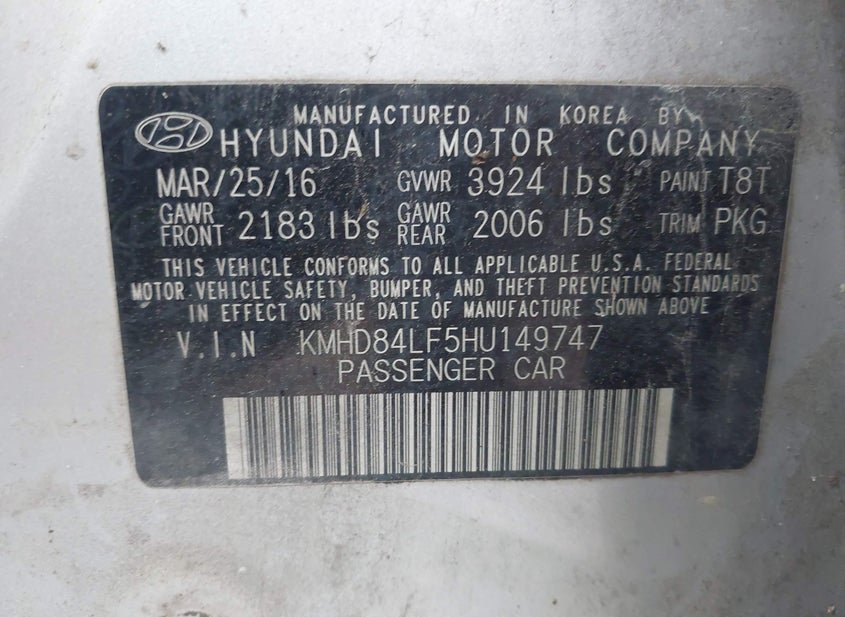 MANUFACTURED IN KOREA BY
HYUNDAI MOTOR COMPANY
MAR/25/16 GVWR 3924 lbs PAINT T8T
GAWR FRONT 2183 lbs GAWR REAR 2006 lbs TRIM PKG
THIS VEHICLE CONFORMS TO ALL APPLICABLE U.S.A. FEDERAL
MOTOR VEHICLE SAFETY, BUMPER, AND THEFT PREVENTION STANDARDS
IN EFFECT ON THE DATE OF MANUFACTURE SHOWN ABOVE
V.I.N KMHD84LF5HU149747
PASSENGER CAR